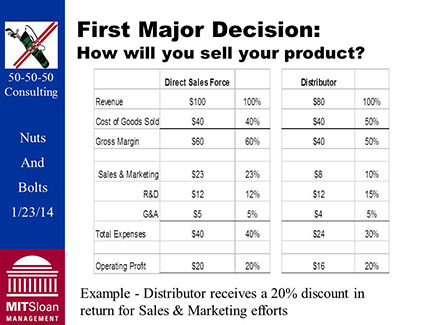 First Major Decision:
How will you sell your product?
50-50-50
Consulting
Nuts
And
Bolts
1/23/14
MITSloan
MANAGEMENT
Direct Sales Force Distributor
Revenue $100 100% $80 100%
Cost of Goods Sold $40 40% $40 50%
Gross Margin $60 60% $40 50%
Sales & Marketing $23 23% $8 10%
R&D $12 12% $12 15%
G&A $5 5% $4 5%
Total Expenses $40 40% $24 30%
Operating Profit $20 20% $16 20%
Example - Distributor receives a 20% discount in
return for Sales & Marketing efforts